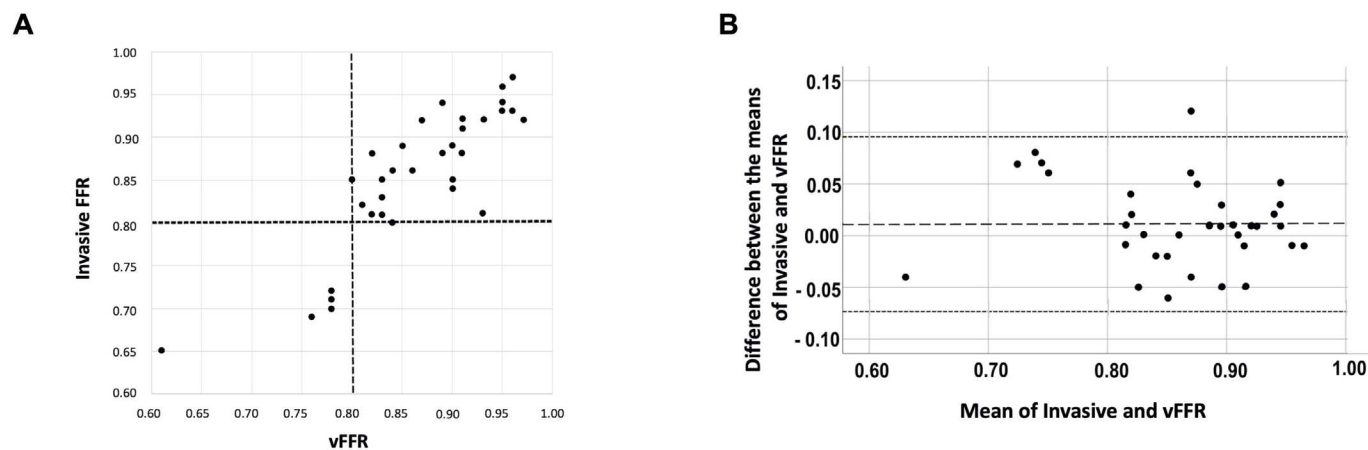 A
B
1.00
0.95
0.90
0.85
0.80
0.75
0.70
0.65
0.60
Invasive FFR
0.60 0.65 0.70 0.75 0.80 0.85 0.90 0.95 1.00
vFFR
0.15
0.10
0.05
0.00
- 0.05
- 0.10
Difference between the means
of Invasive and vFFR
0.60 0.70 0.80 0.90 1.00
Mean of Invasive and vFFR